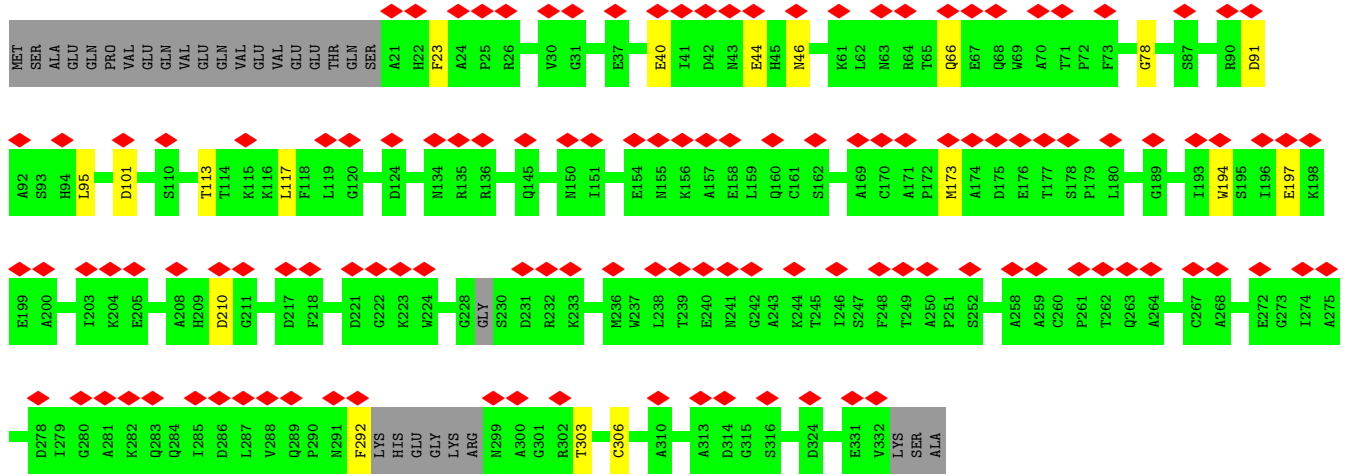 MET SER ALA GLU GLN PRO VAL GLU GLN VAL GLU GLN VAL GLU VAL GLU GLU THR GLN SER A21 H22 F23 A24 P25 R26 V30 G31 E37 E40 I41 D42 N43 E44 H45 N46 K61 L62 N63 R64 T65 Q66 E67 Q68 W69 A70 T71 P72 F73 G78 S87 R90 D91
A92 S93 H94 L95 D101 S110 T113 T114 K115 K116 L117 F118 L119 G120 D124 N134 R135 R136 Q145 N150 I151 E154 N155 K156 A157 E158 L159 Q160 C161 S162 A169 C170 A171 P172 M173 A174 D175 E176 T177 S178 P179 L180 G189 I193 W194 S195 I196 E197 K198
E199 A200 I203 K204 E205 A208 H209 D210 G211 D217 F218 D221 G222 K223 W224 G228 GLY S230 D231 R232 K233 M236 W237 L238 T239 E240 N241 G242 A243 K244 T245 I246 S247 F248 T249 A250 P251 S252 A258 A259 C260 P261 T262 Q263 A264 C267 A268 E272 G273 I274 A275
D278 I279 G280 A281 K282 Q283 Q284 I285 D286 L287 V288 Q289 P290 N291 F292 LYS HIS GLU GLY LYS ARG N299 A300 G301 R302 T303 C306 A310 A313 D314 G315 S316 D324 E331 V332 LYS SER ALA